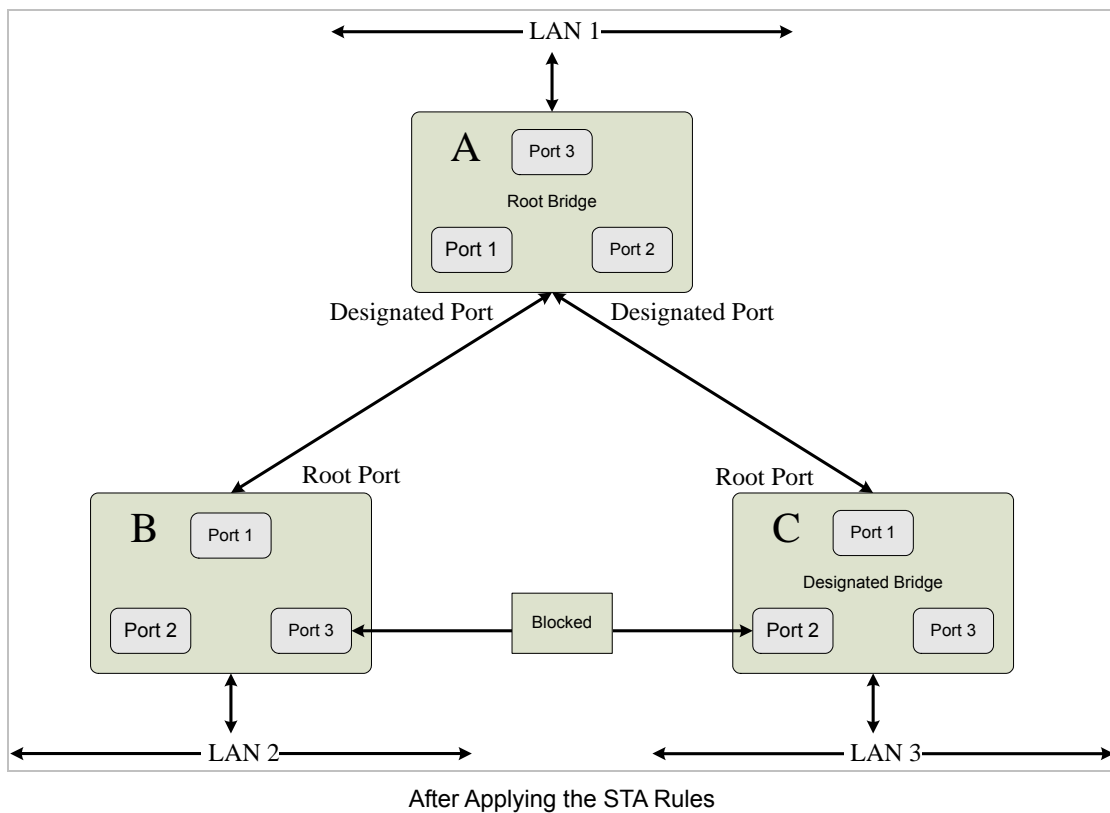 LAN 1
A
Port 3
Root Bridge
Port 1
Port 2
Designated Port
Designated Port
Root Port
Root Port
B
Port 1
C
Port 1
Designated Bridge
Port 2
Port 3
Blocked
Port 2
Port 3
LAN 2
LAN 3
After Applying the STA Rules